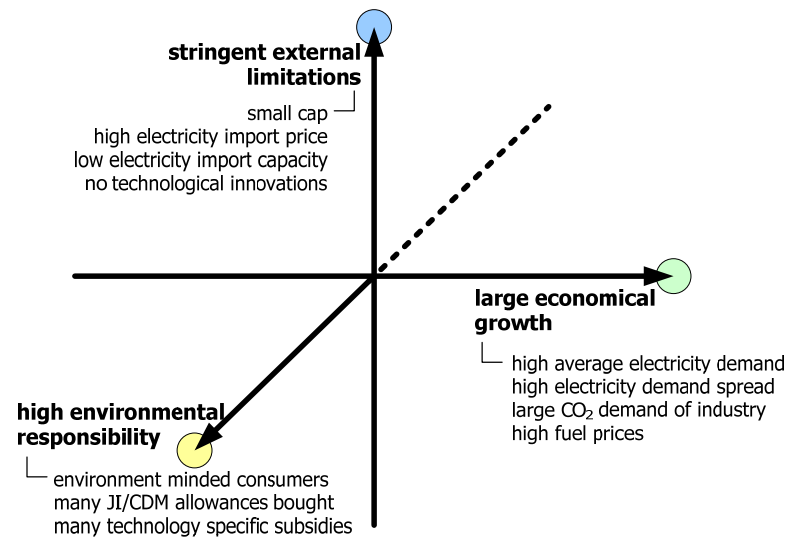 stringent external
limitations
small cap
high electricity import price
low electricity import capacity
no technological innovations
large economical
growth
high average electricity demand
high electricity demand spread
large CO₂ demand of industry
high fuel prices
high environmental
responsibility
environment minded consumers
many JI/CDM allowances bought
many technology specific subsidies